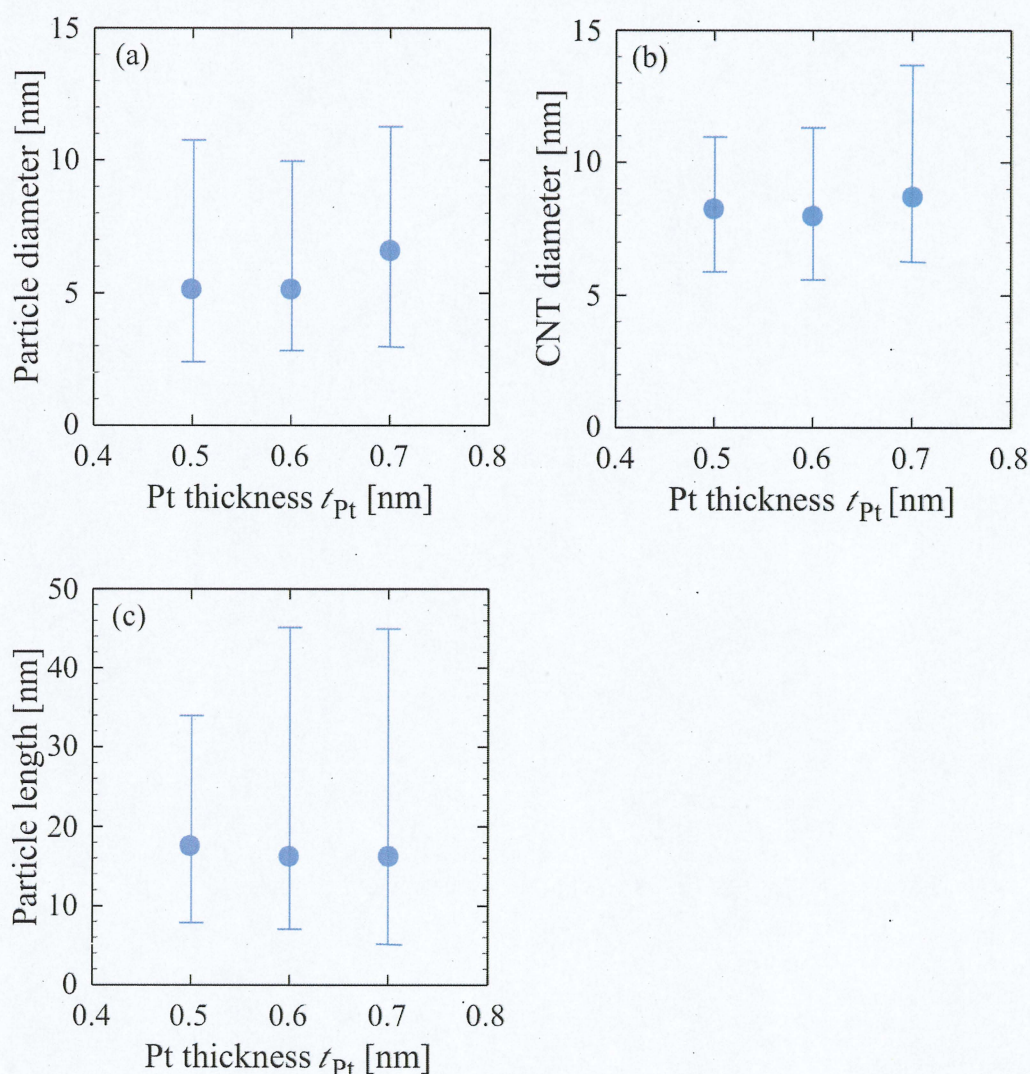 (a)
Particle diameter [nm]
15
10
5
0
0.4 0.5 0.6 0.7 0.8
Pt thickness tPt [nm]
(b)
CNT diameter [nm]
15
10
5
0
0.4 0.5 0.6 0.7 0.8
Pt thickness tPt [nm]
(c)
Particle length [nm]
50
40
30
20
10
0
0.4 0.5 0.6 0.7 0.8
Pt thickness tPt [nm]